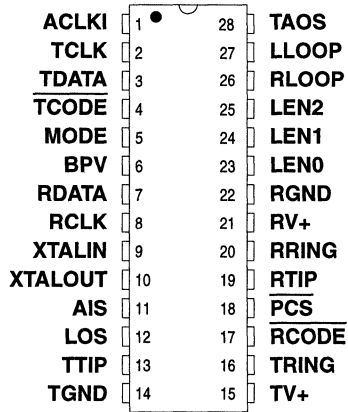 ACLKI 1 28 TAOS
TCLK 2 27 LLOOP
TDATA 3 26 RLOOP
TCODE 4 25 LEN2
MODE 5 24 LEN1
BPV 6 23 LEN0
RDATA 7 22 RGND
RCLK 8 21 RV+
XTALIN 9 20 RRING
XTALOUT 10 19 RTIP
AIS 11 18 PCS
LOS 12 17 RCODE
TTIP 13 16 TRING
TGND 14 15 TV+